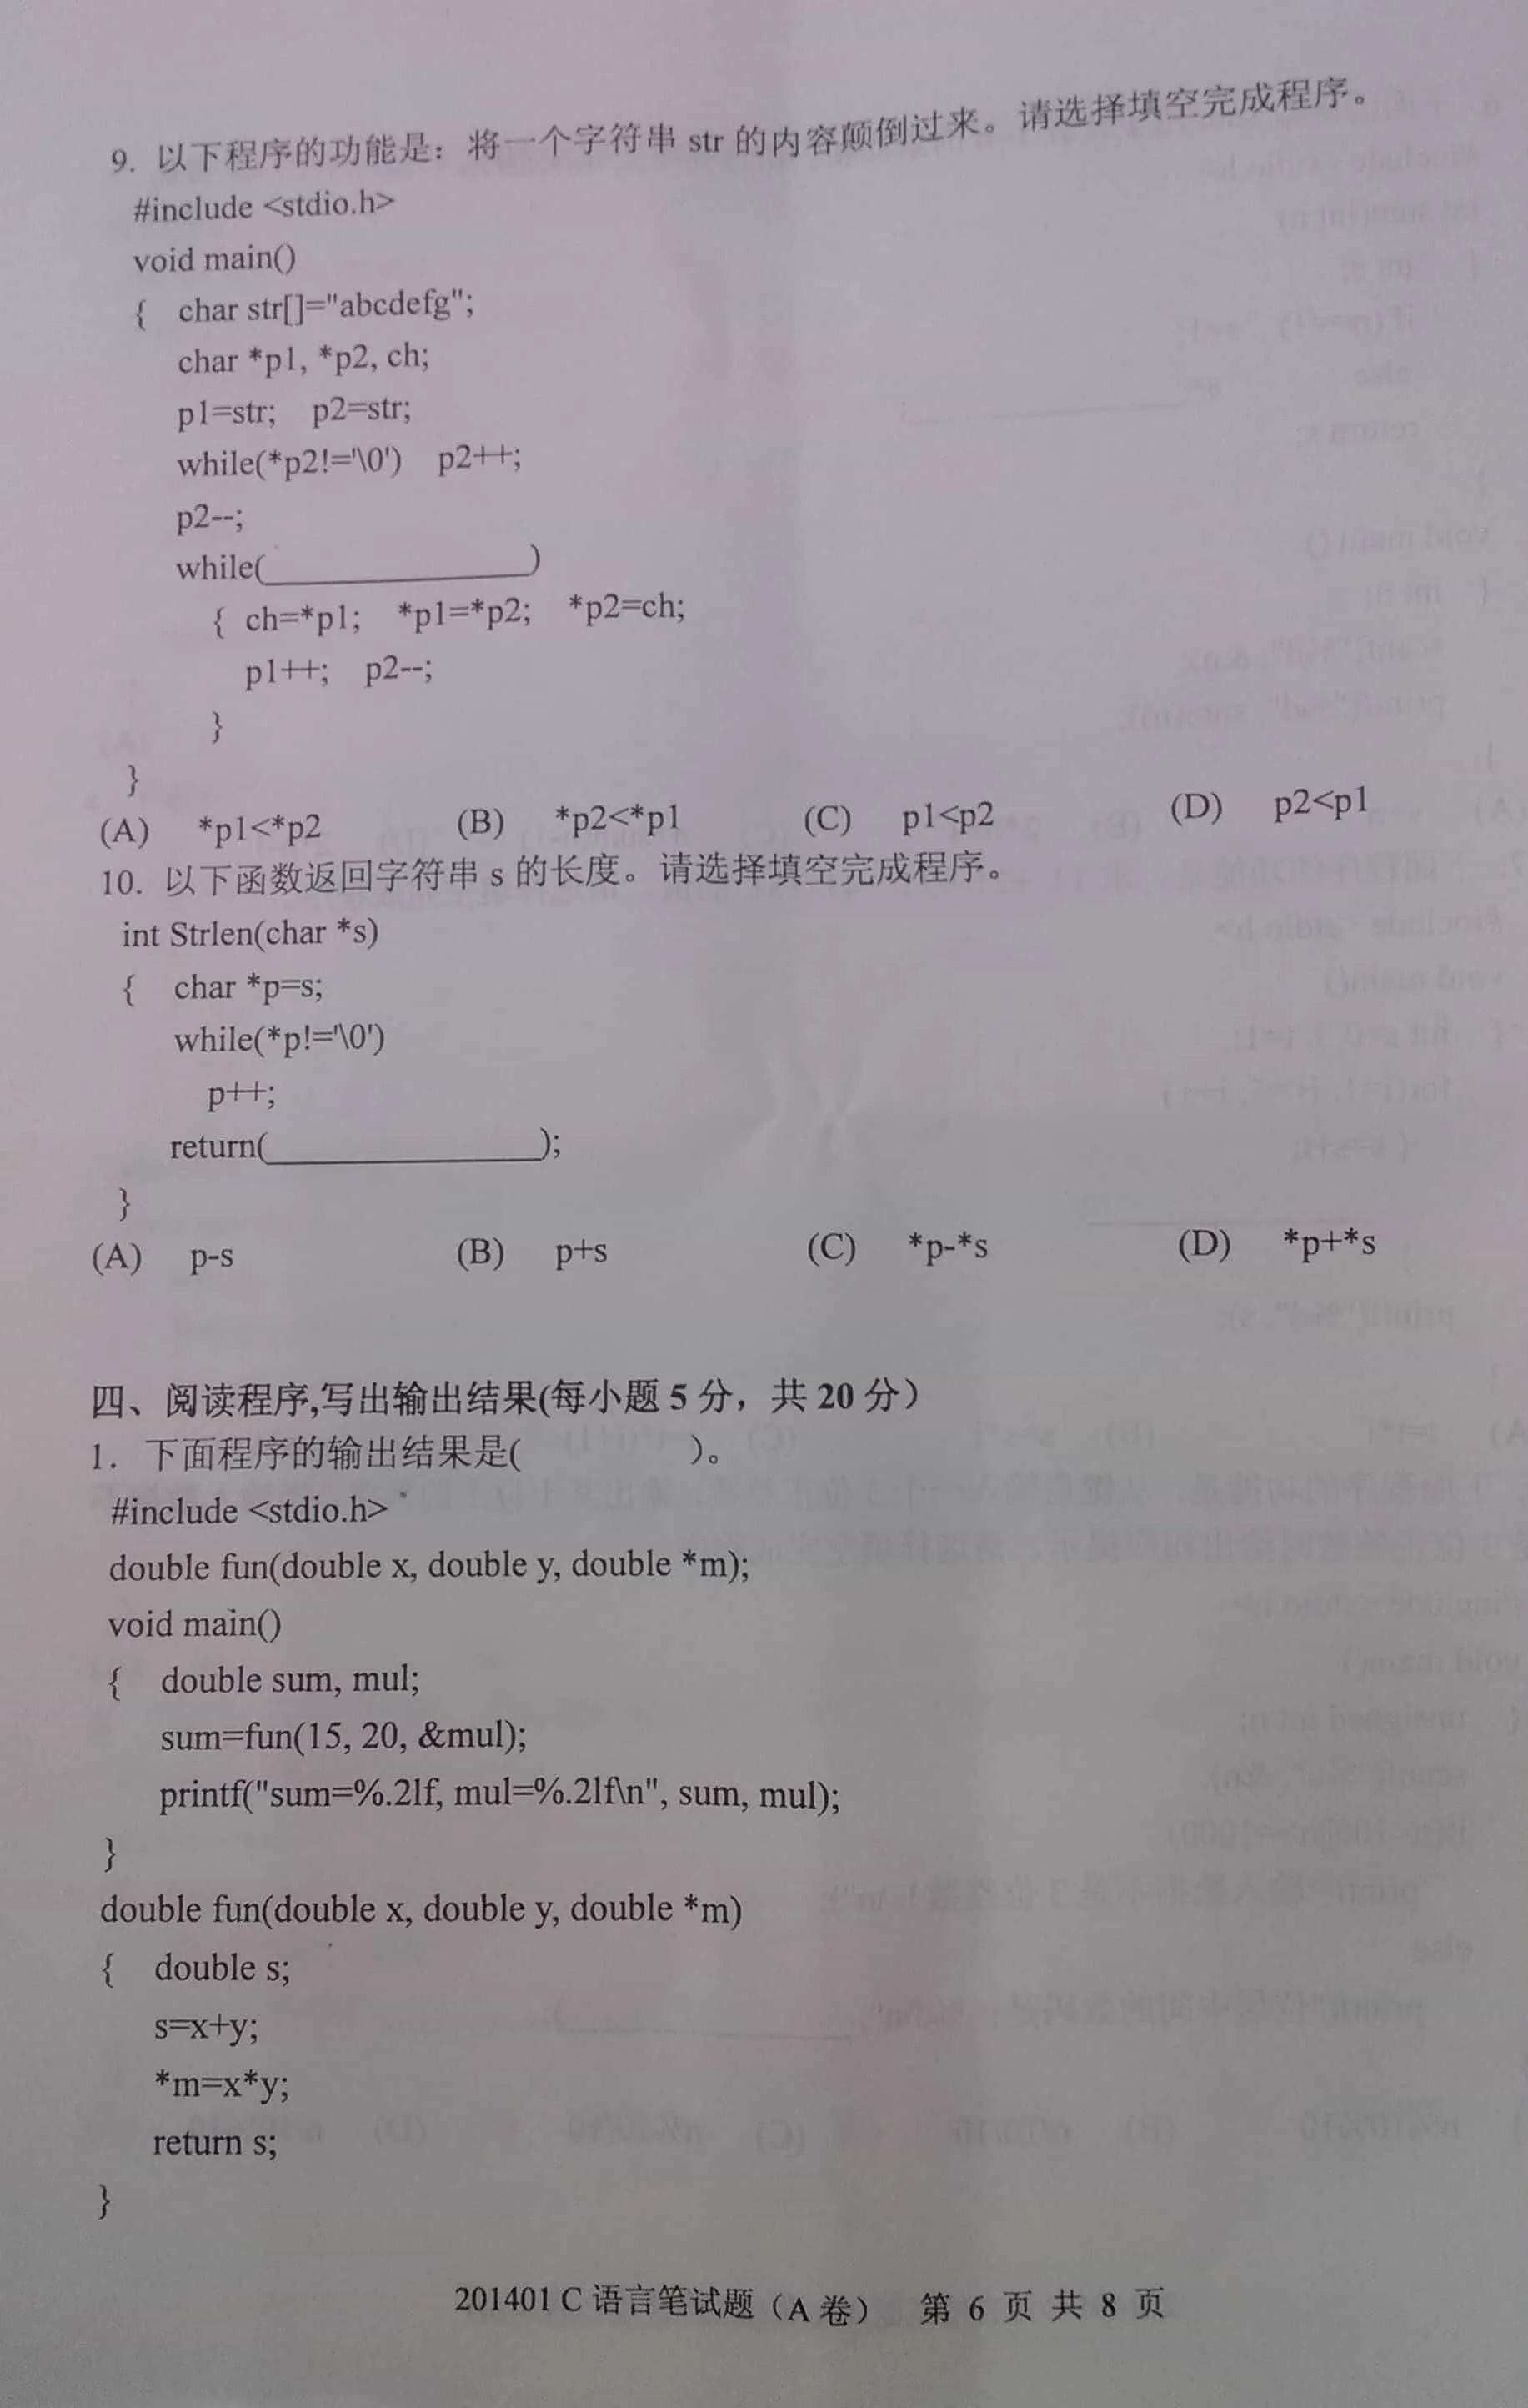 9. 以下程序的功能是：将一个字符串 str 的内容颠倒过来。请选择填空完成程序。
#include <stdio.h>
void main()
{ char str[]="abcdefg";
char *p1, *p2, ch;
p1=str; p2=str;
while(*p2!='\0') p2++;
p2--;
while(____________)
{ ch=*p1; *p1=*p2; *p2=ch;
p1++; p2--;
}
}
(A) *p1<*p2 (B) *p2<*p1 (C) p1<p2 (D) p2<p1
10. 以下函数返回字符串 s 的长度。请选择填空完成程序。
int Strlen(char *s)
{ char *p=s;
while(*p!='\0')
p++;
return(____________);
}
(A) p-s (B) p+s (C) *p-*s (D) *p+*s
四、阅读程序,写出输出结果(每小题 5 分，共 20 分）
1. 下面程序的输出结果是( )。
#include <stdio.h>
double fun(double x, double y, double *m);
void main()
{ double sum, mul;
sum=fun(15, 20, &mul);
printf("sum=%.2lf, mul=%.2lf\n", sum, mul);
}
double fun(double x, double y, double *m)
{ double s;
s=x+y;
*m=x*y;
return s;
}
201401 C 语言笔试题（A 卷） 第 6 页 共 8 页